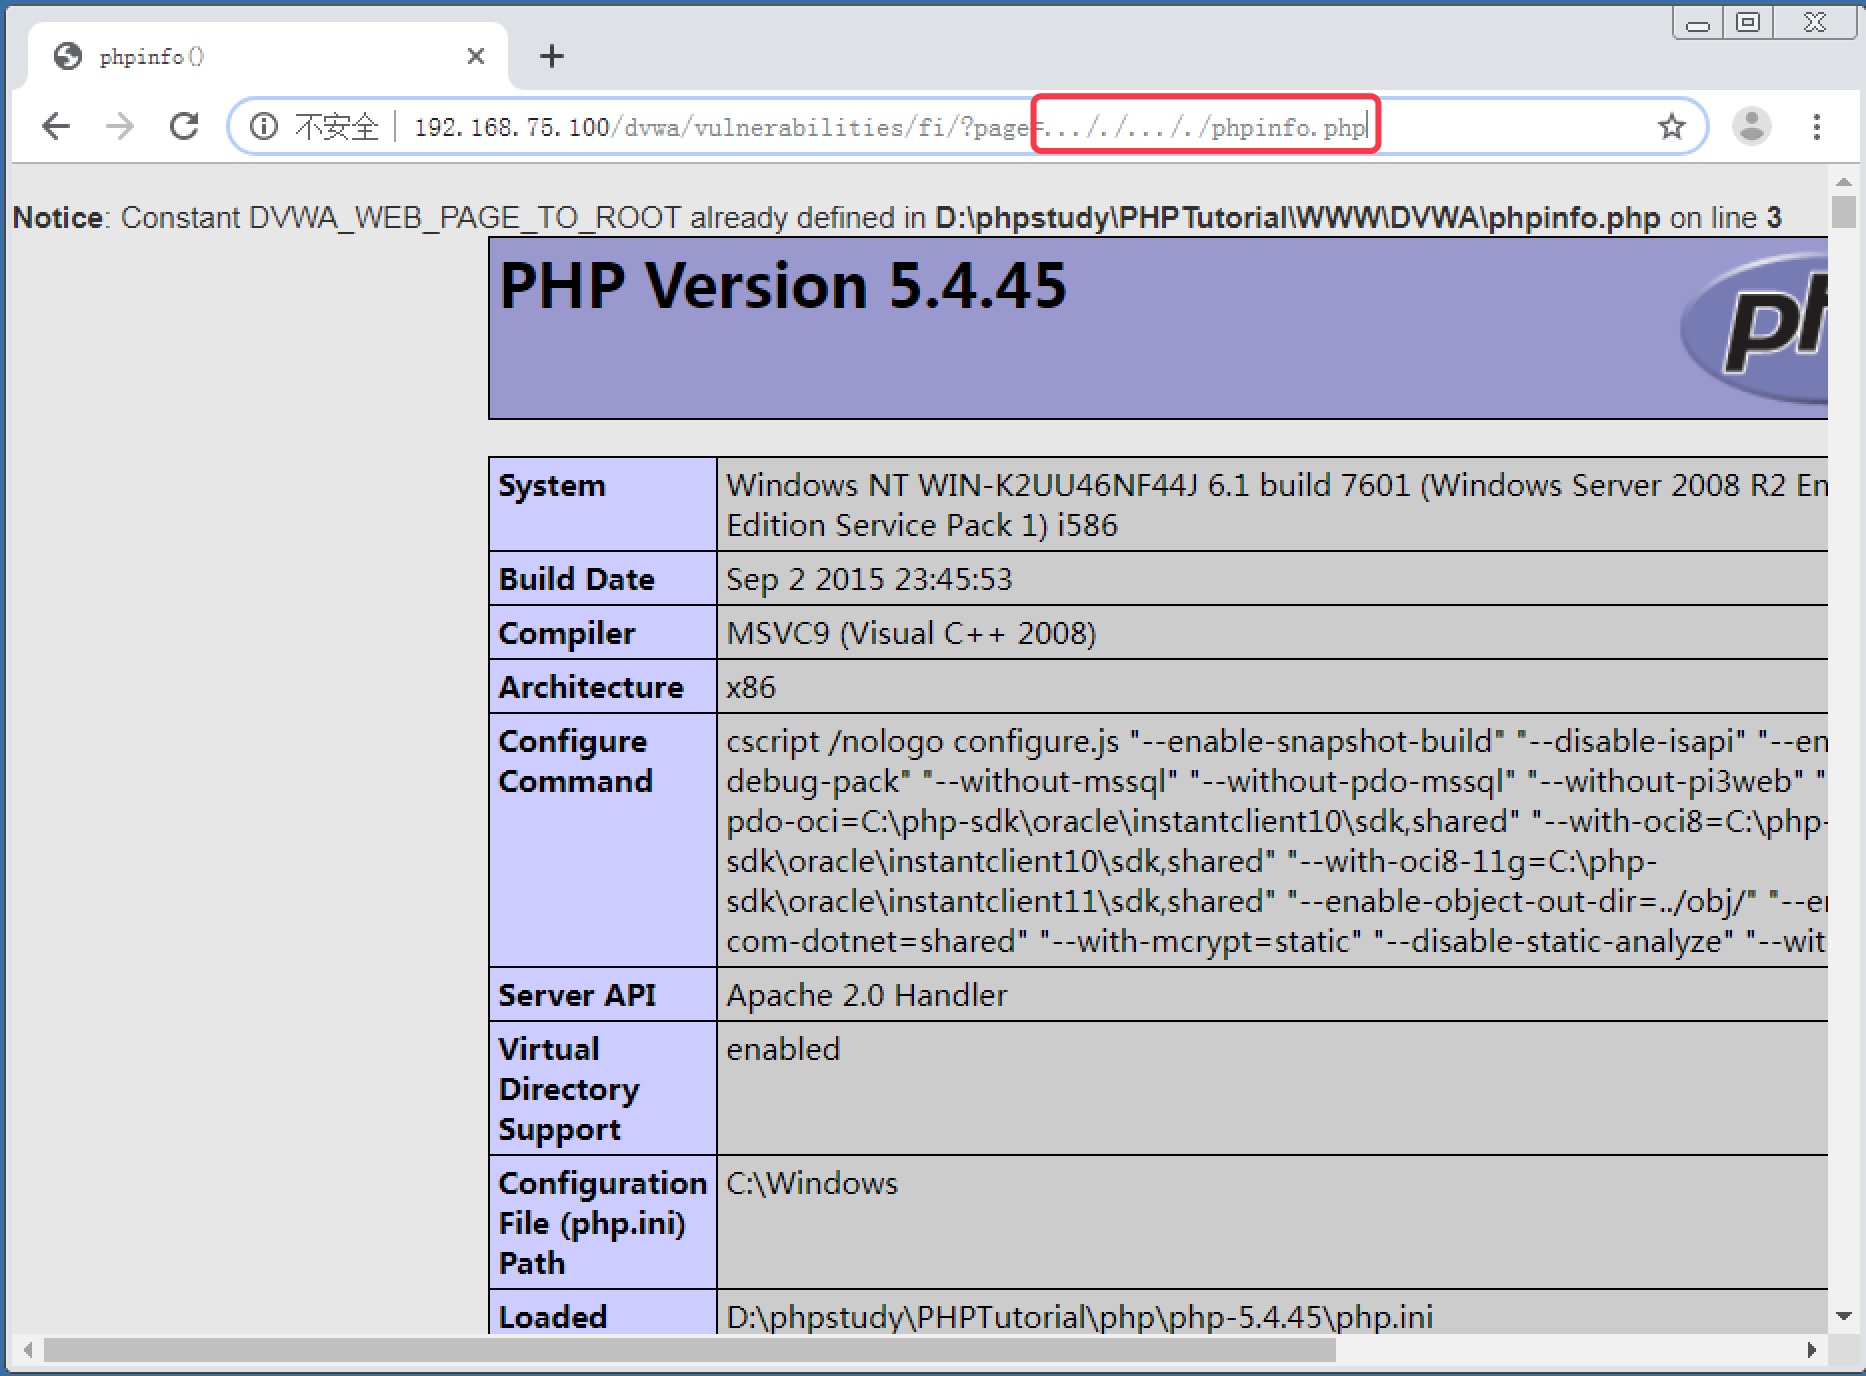 phpinfo()
不安全 192.168.75.100/dvwa/vulnerabilities/fi/?page=..././..././phpinfo.php
Notice: Constant DVWA_WEB_PAGE_TO_ROOT already defined in D:\phpstudy\PHPTutorial\WWW\DVWA\phpinfo.php on line 3
PHP Version 5.4.45
System
Windows NT WIN-K2UU46NF44J 6.1 build 7601 (Windows Server 2008 R2 En
Edition Service Pack 1) i586
Build Date
Sep 2 2015 23:45:53
Compiler
MSVC9 (Visual C++ 2008)
Architecture
x86
Configure
Command
cscript /nologo configure.js "--enable-snapshot-build" "--disable-isapi" "--en
debug-pack" "--without-mssql" "--without-pdo-mssql" "--without-pi3web" "
pdo-oci=C:\php-sdk\oracle\instantclient10\sdk,shared" "--with-oci8=C:\php-
sdk\oracle\instantclient10\sdk,shared" "--with-oci8-11g=C:\php-
sdk\oracle\instantclient11\sdk,shared" "--enable-object-out-dir=../obj/" "--en
com-dotnet=shared" "--with-mcrypt=static" "--disable-static-analyze" "--wit
Server API
Apache 2.0 Handler
Virtual
Directory
Support
enabled
Configuration
File (php.ini)
Path
C:\Windows
Loaded
D:\phpstudy\PHPTutorial\php\php-5.4.45\php.ini